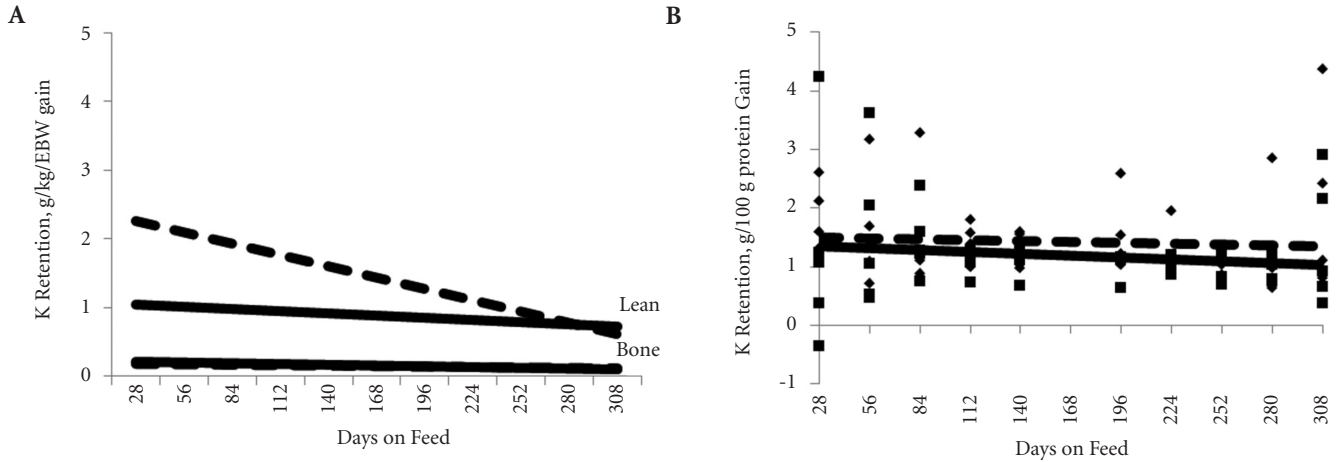 A
K Retention, g/kg/EBW gain
5
4
3
2
1
0
Lean
Bone
28 56 84 112 140 168 196 224 252 280 308
Days on Feed
B
K Retention, g/100 g protein Gain
5
4
3
2
1
0
-1
28 56 84 112 140 168 196 224 252 280 308
Days on Feed